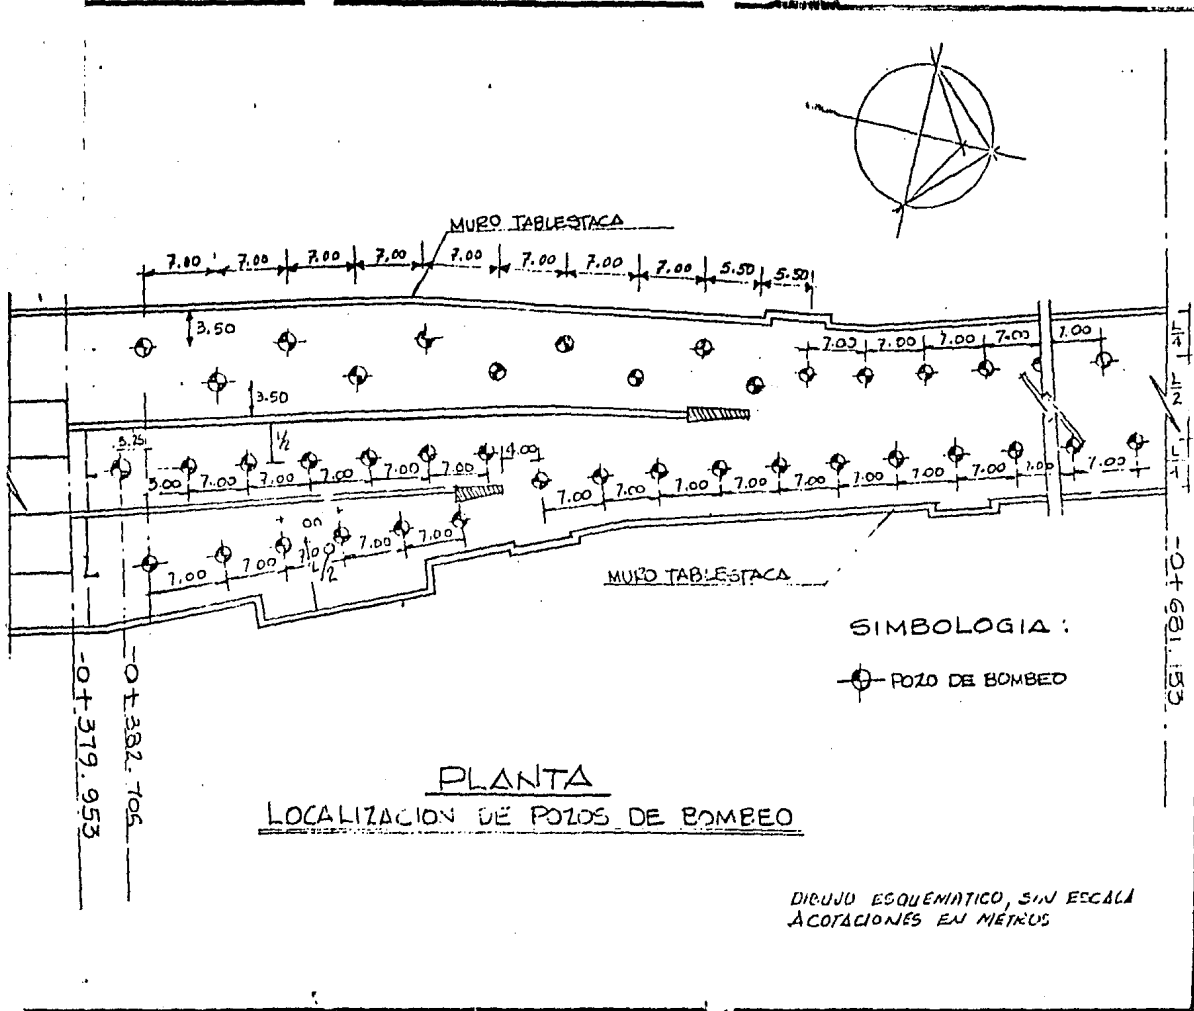 MURO TABLESTACA
7.00 7.00 7.00 7.00 7.00 7.00 7.00 7.00 5.50 5.50
3.50
7.00 7.00 7.00 7.00 7.00
3.50
L/4
L/2
L/4
1/2
5.25
4.00
3.00 7.00 7.00 7.00 7.00 7.00
7.00 7.00 7.00 7.00 7.00 7.00 7.00 7.00 7.00 7.00
7.00 7.00 7.00 7.00 7.00
L/2
MURO TABLESTACA
SIMBOLOGIA :
POZO DE BOMBEO
-0+379.953
-0+382.706
-0+681.153
PLANTA
LOCALIZACION DE POZOS DE BOMBEO
DIBUJO ESQUEMATICO, SIN ESCALA
ACOTACIONES EN METROS